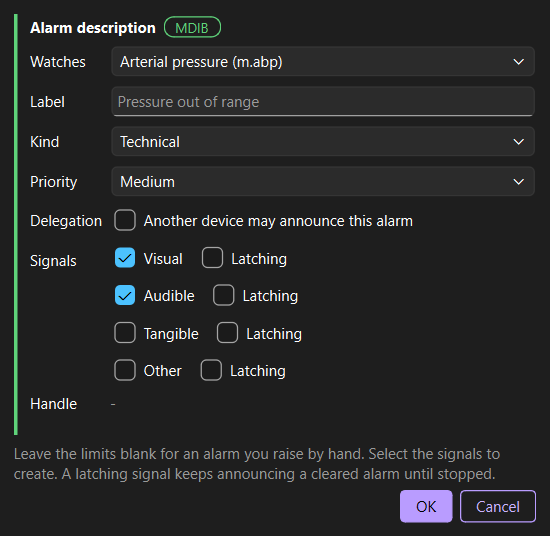 Alarm description MDIB
Watches Arterial pressure (m.abp)
Label Pressure out of range
Kind Technical
Priority Medium
Delegation Another device may announce this alarm
Signals Visual Latching
Audible Latching
Tangible Latching
Other Latching
Handle -
Leave the limits blank for an alarm you raise by hand. Select the signals to
create. A latching signal keeps announcing a cleared alarm until stopped.
OK Cancel